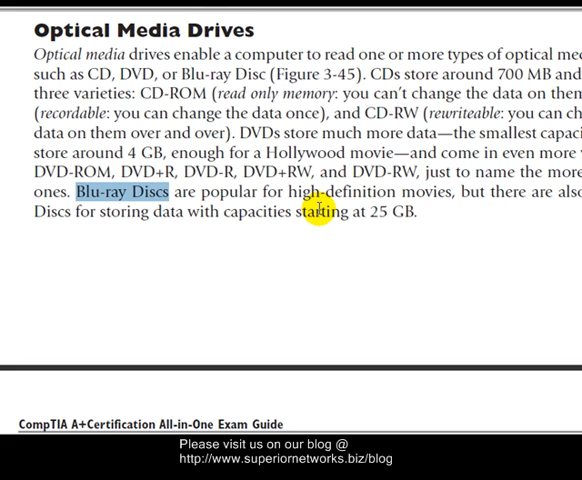 Optical Media Drives
Optical media drives enable a computer to read one or more types of optical
such as CD, DVD, or Blu-ray Disc (Figure 3-45). CDs store around 700 MB and
three varieties: CD-ROM (read only memory: you can't change the data on them
(recordable: you can change the data once), and CD-RW (rewriteable: you can
data on them over and over). DVDs store much more data—the smallest
store around 4 GB, enough for a Hollywood movie—and come in even more
DVD-ROM, DVD+R, DVD-R, DVD+RW, and DVD-RW, just to name the more
ones. Blu-ray Discs are popular for high-definition movies, but there are
Discs for storing data with capacities starting at 25 GB.
CompTIA A+Certification All-in-One Exam Guide
Please visit us on our blog @
http://www.superiornetworks.biz/blog